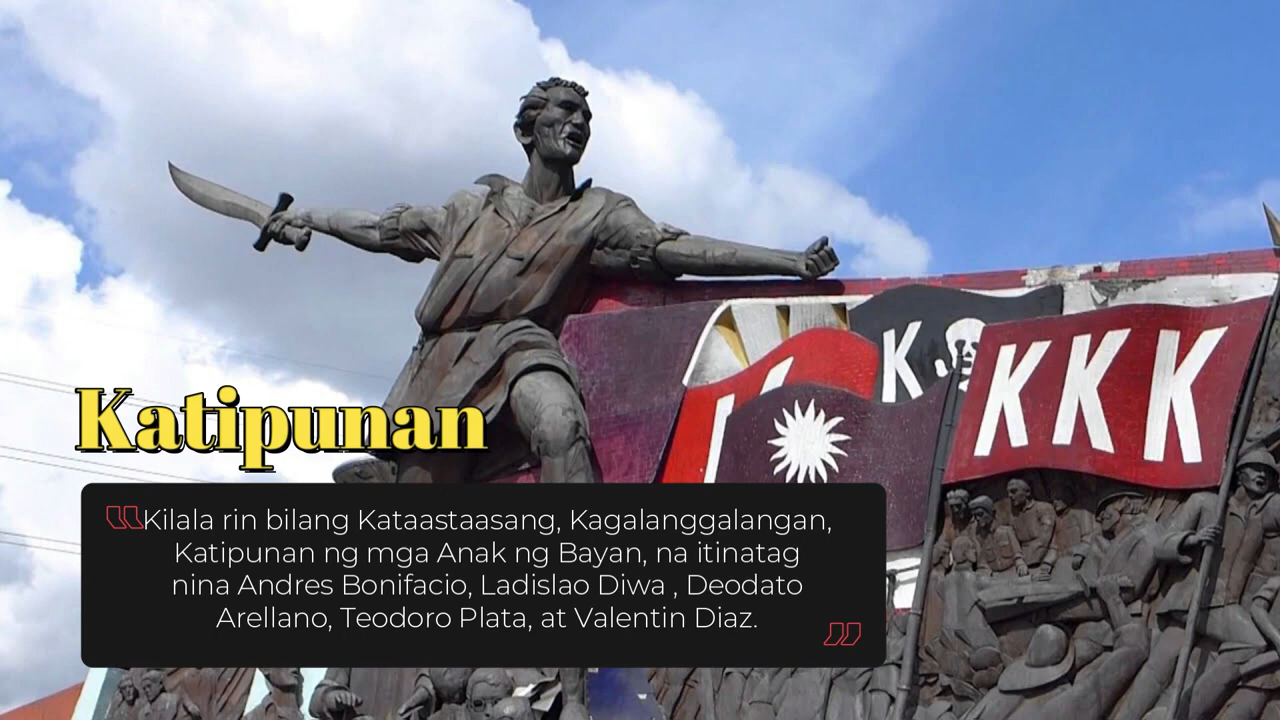 K
KKK
Katipunan
Kilala rin bilang Kataastaasang, Kagalanggalangan,
Katipunan ng mga Anak ng Bayan, na itinatag
nina Andres Bonifacio, Ladislao Diwa , Deodato
Arellano, Teodoro Plata, at Valentin Diaz.